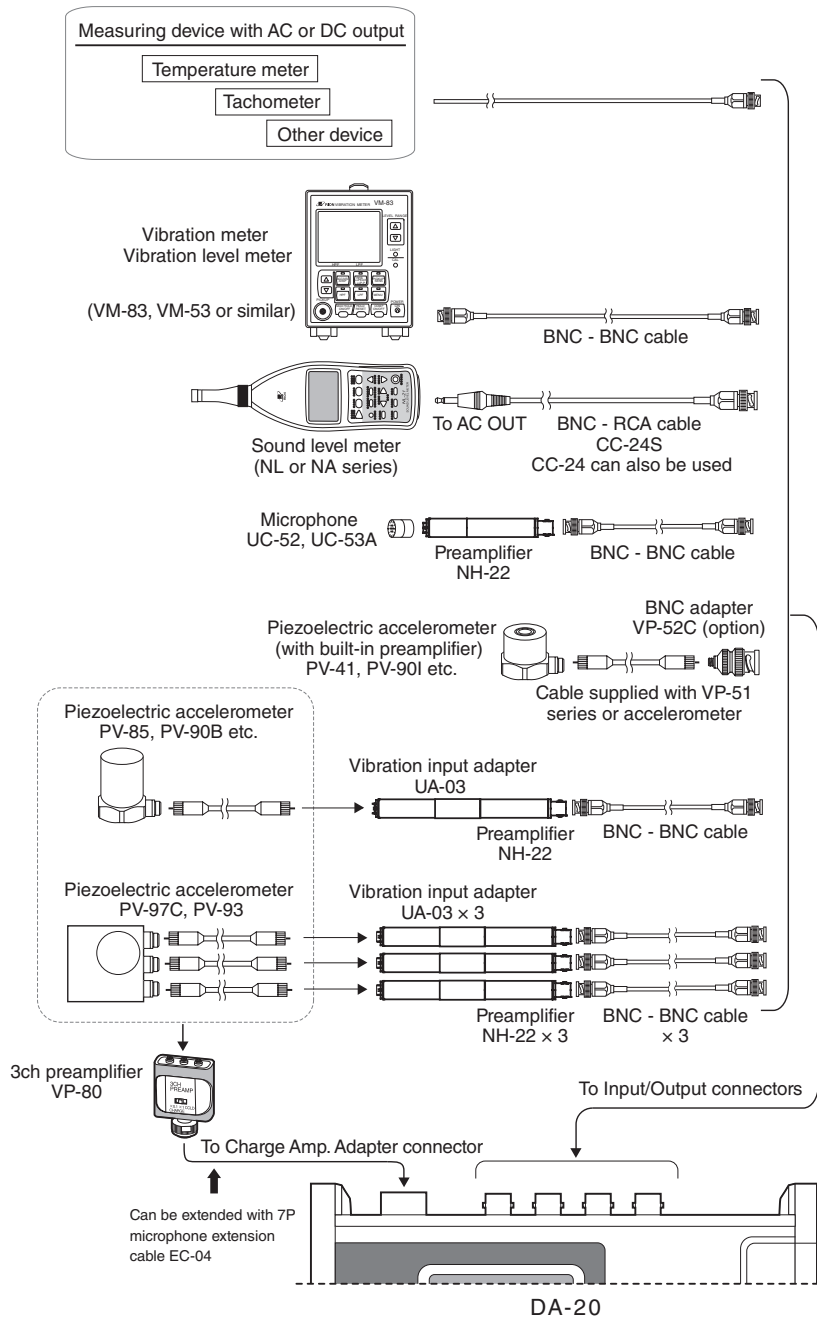 Measuring device with AC or DC output
Temperature meter
Tachometer
Other device
RION VIBRATION METER VM-83
LEVEL RANGE
LIGHT
POWER
Vibration meter
Vibration level meter
(VM-83, VM-53 or similar)
BNC - BNC cable
Sound level meter
(NL or NA series)
To AC OUT
BNC - RCA cable
CC-24S
CC-24 can also be used
Microphone
UC-52, UC-53A
Preamplifier
NH-22
BNC - BNC cable
Piezoelectric accelerometer
(with built-in preamplifier)
PV-41, PV-90I etc.
BNC adapter
VP-52C (option)
Cable supplied with VP-51
series or accelerometer
Piezoelectric accelerometer
PV-85, PV-90B etc.
Vibration input adapter
UA-03
Preamplifier
NH-22
BNC - BNC cable
Piezoelectric accelerometer
PV-97C, PV-93
Vibration input adapter
UA-03 × 3
Preamplifier
NH-22 × 3
BNC - BNC cable
× 3
3ch preamplifier
VP-80
3CH
PREAMP
To Input/Output connectors
To Charge Amp. Adapter connector
Can be extended with 7P
microphone extension
cable EC-04
DA-20